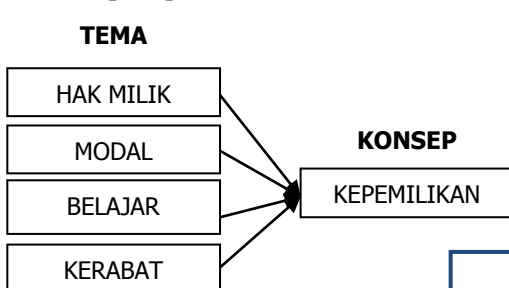 TEMA
HAK MILIK
MODAL
BELAJAR
KERABAT
KONSEP
KEPEMILIKAN